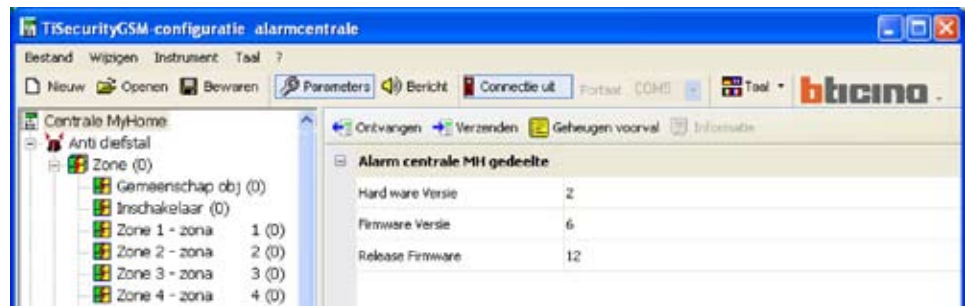 TiSecurityGSM-configuratie alarmcentrale
Bestand Wijzigen Instrument Taal ?
Nieuw Openen Bewaren Parameters Bericht Connectie uit Portaal COM5 Taal bticino.
Centrale MyHome
Anti diefstal
Zone (0)
Gemeenschap obj (0)
Inschakelaar (0)
Zone 1 - zona 1 (0)
Zone 2 - zona 2 (0)
Zone 3 - zona 3 (0)
Zone 4 - zona 4 (0)
Ontvangen Verzenden Geheugen voorval Informatie
Alarm centrale MH gedeelte
Hard ware Versie 2
Firmware Versie 6
Release Firmware 12